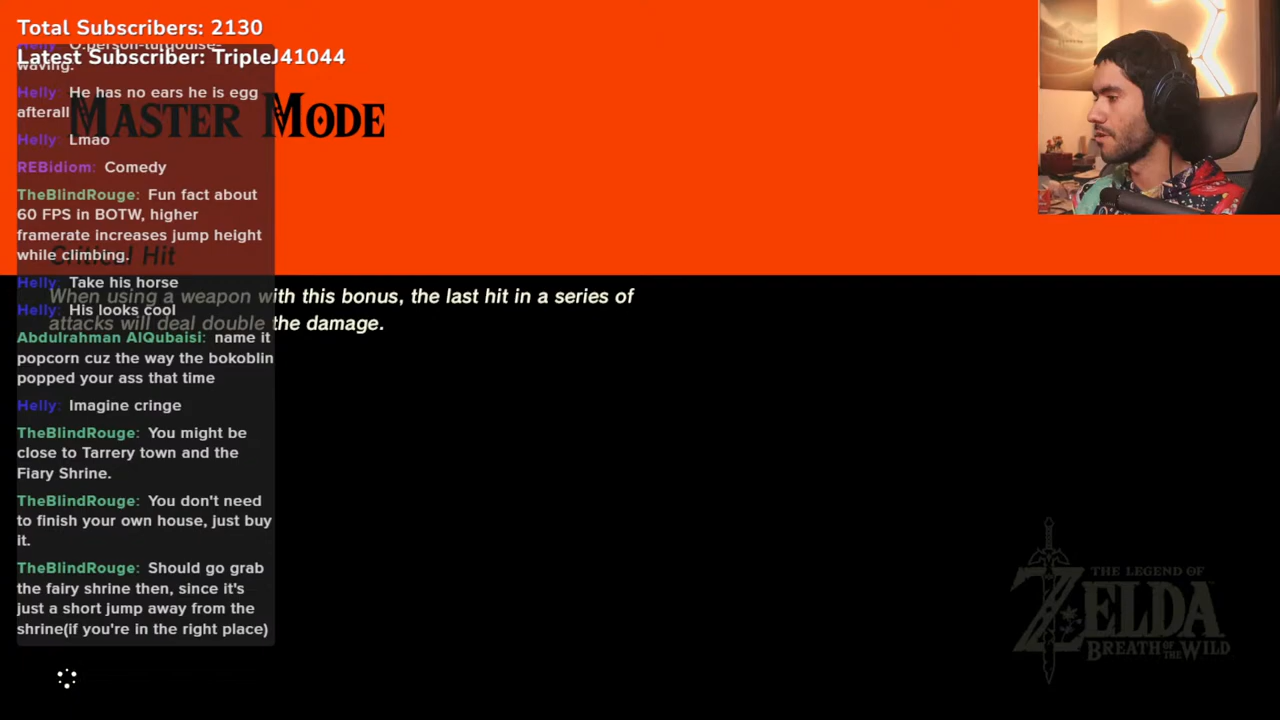 Total Subscribers: 2130
Latest Subscriber: TripleJ41044
Helly: O:person-turqouise-
waving:
Helly: He has no ears he is egg
afterall
MASTER MODE
Helly: Lmao
REBidiom: Comedy
TheBlindRouge: Fun fact about
60 FPS in BOTW, higher
framerate increases jump height
while climbing.
Critical Hit
Helly: Take his horse
When using a weapon with this bonus, the last hit in a series of
Helly: His looks cool
attacks will deal double the damage.
Abdulrahman AlQubaisi: name it
popcorn cuz the way the bokoblin
popped your ass that time
Helly: Imagine cringe
TheBlindRouge: You might be
close to Tarrery town and the
Fiary Shrine.
TheBlindRouge: You don't need
to finish your own house, just buy
it.
TheBlindRouge: Should go grab
the fairy shrine then, since it's
just a short jump away from the
shrine(if you're in the right place)
THE LEGEND OF
ZELDA
BREATH OF THE WILD